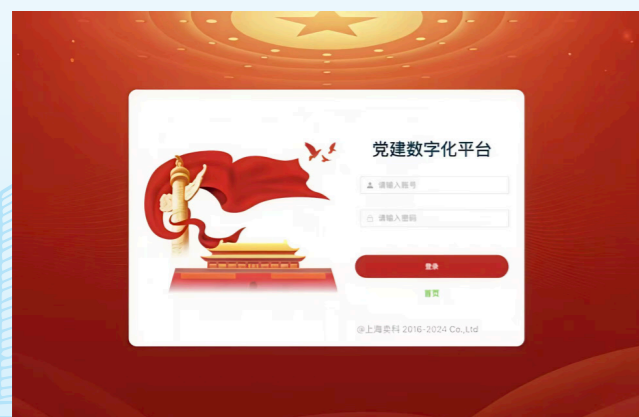 党建数字化平台
请输入账号
请输入密码
登录
首页
@上海卖科 2016-2024 Co.,Ltd